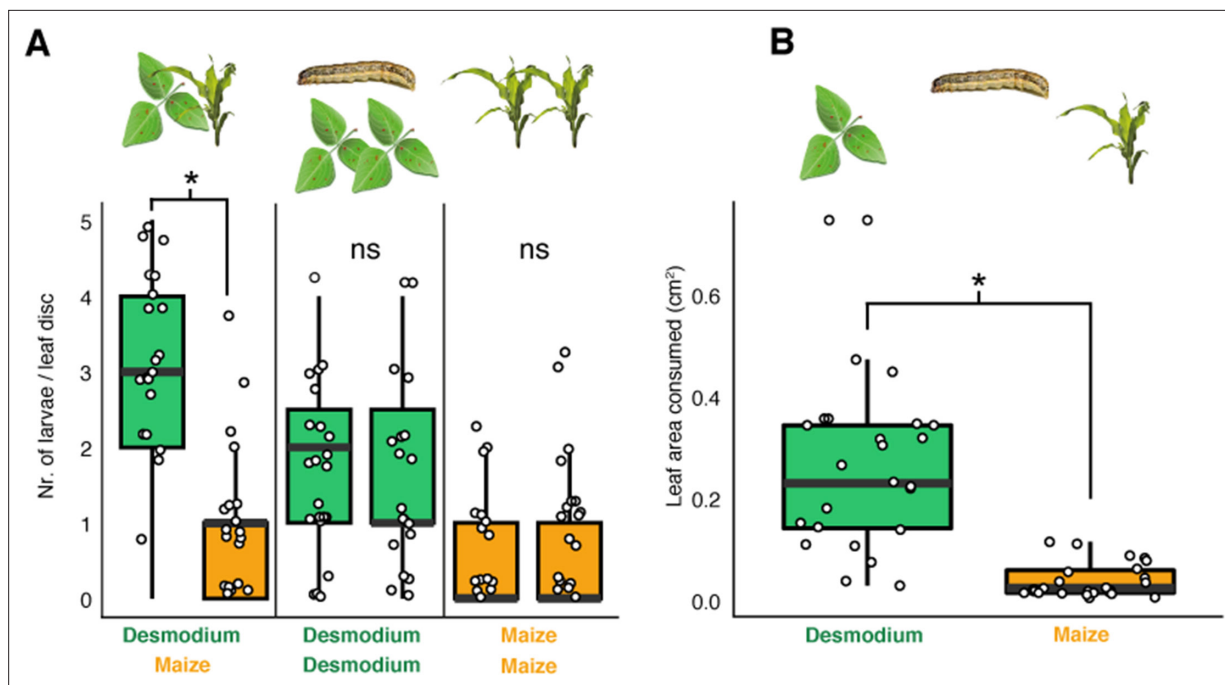 A
B
*
ns
ns
*
Nr. of larvae / leaf disc
5
4
3
2
1
0
Leaf area consumed (cm²)
0.6
0.4
0.2
0.0
Desmodium
Maize
Desmodium
Desmodium
Maize
Maize
Desmodium
Maize